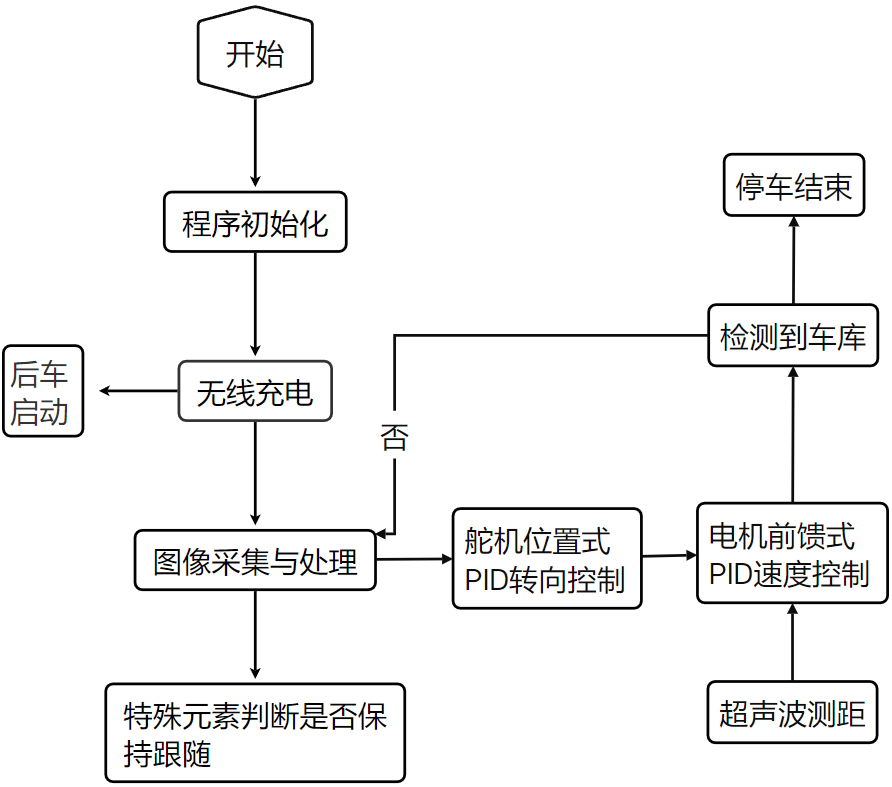 开始
停车结束
程序初始化
检测到车库
后车
启动
无线充电
否
图像采集与处理
舵机位置式
PID转向控制
电机前馈式
PID速度控制
特殊元素判断是否保
持跟随
超声波测距